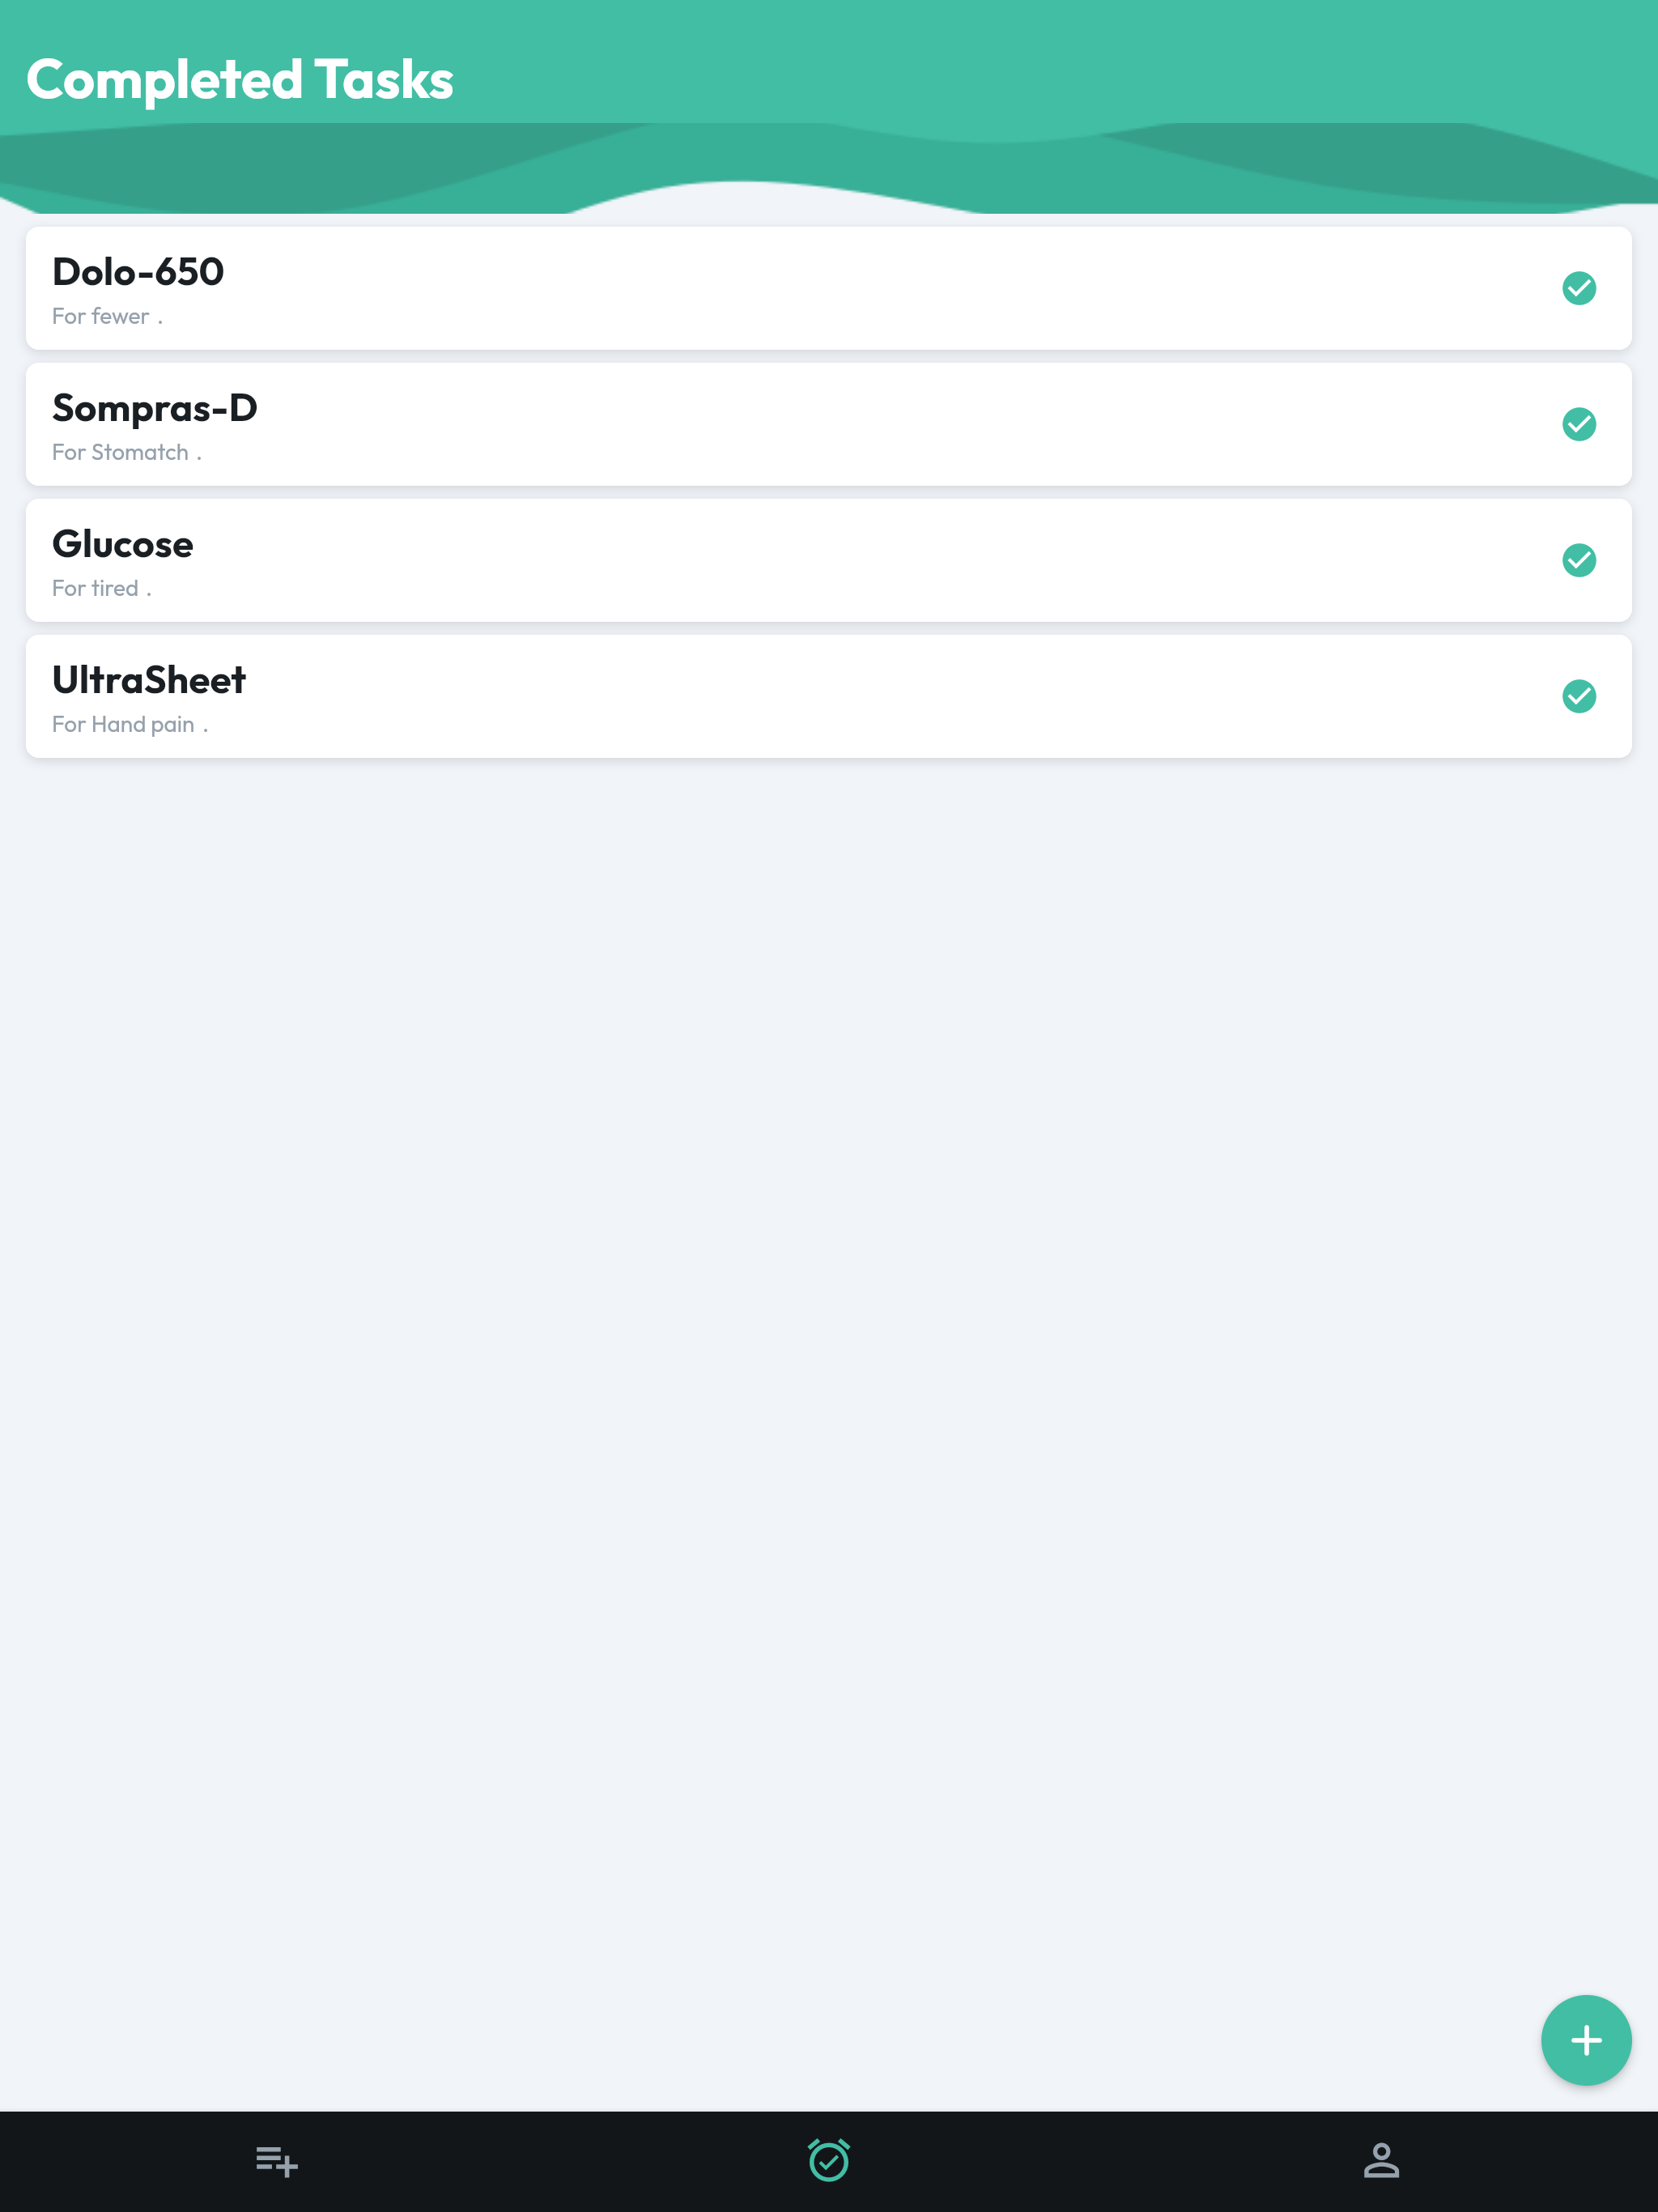 Completed Tasks
Dolo-650
For fewer .
Sompras-D
For Stomatch .
Glucose
For tired .
UltraSheet
For Hand pain .